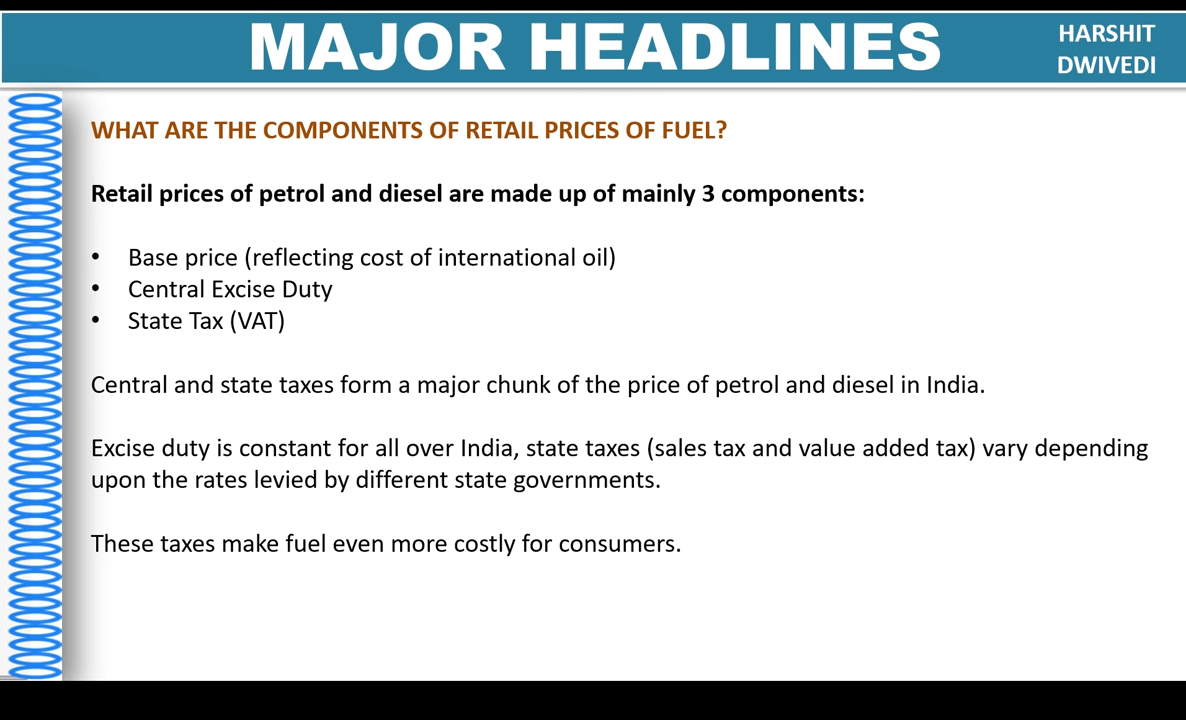 MAJOR HEADLINES
HARSHIT
DWIVEDI
WHAT ARE THE COMPONENTS OF RETAIL PRICES OF FUEL?
Retail prices of petrol and diesel are made up of mainly 3 components:
• Base price (reflecting cost of international oil)
• Central Excise Duty
• State Tax (VAT)
Central and state taxes form a major chunk of the price of petrol and diesel in India.
Excise duty is constant for all over India, state taxes (sales tax and value added tax) vary depending
upon the rates levied by different state governments.
These taxes make fuel even more costly for consumers.